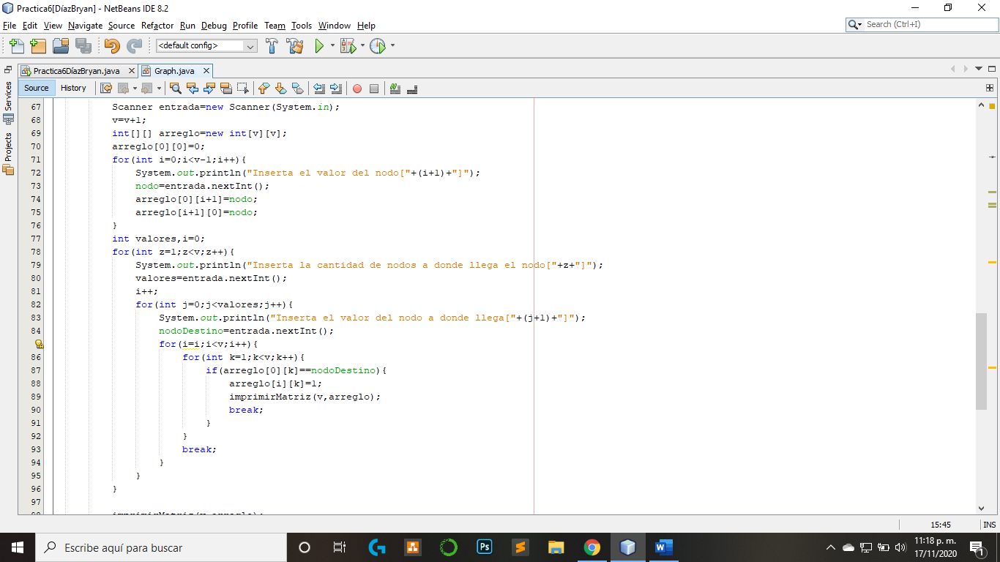 Practica6[DíazBryan] - NetBeans IDE 8.2
File Edit View Navigate Source Refactor Run Debug Profile Team Tools Window Help
Search (Ctrl+I)
<default config>
Practica6DíazBryan.java
Graph.java
Services
Projects
Source History
67 Scanner entrada=new Scanner(System.in);
68 v=v+1;
69 int[][] arreglo=new int[v][v];
70 arreglo[0][0]=0;
71 for(int i=0;i<v-1;i++){
72 System.out.println("Inserta el valor del nodo["+(i+1)+"]");
73 nodo=entrada.nextInt();
74 arreglo[0][i+1]=nodo;
75 arreglo[i+1][0]=nodo;
76 }
77 int valores,i=0;
78 for(int z=1;z<v;z++){
79 System.out.println("Inserta la cantidad de nodos a donde llega el nodo["+z+"]");
80 valores=entrada.nextInt();
81 i++;
82 for(int j=0;j<valores;j++){
83 System.out.println("Inserta el valor del nodo a donde llega["+(j+1)+"]");
84 nodoDestino=entrada.nextInt();
for(i=i;i<v;i++){
86 for(int k=1;k<v;k++){
87 if(arreglo[0][k]==nodoDestino){
88 arreglo[i][k]=1;
89 imprimirMatriz(v,arreglo);
90 break;
91 }
92 }
93 break;
94 }
95 }
96 }
97
98 imprimirMatriz(v,arreglo);
15:45 INS
Escribe aquí para buscar
Ps
W
11:18 p. m.
17/11/2020
1